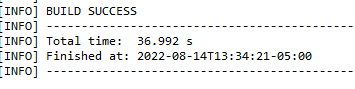 [INFO] BUILD SUCCESS
[INFO] --------------------------------------------
[INFO] Total time:  36.992 s
[INFO] Finished at: 2022-08-14T13:34:21-05:00
[INFO] --------------------------------------------